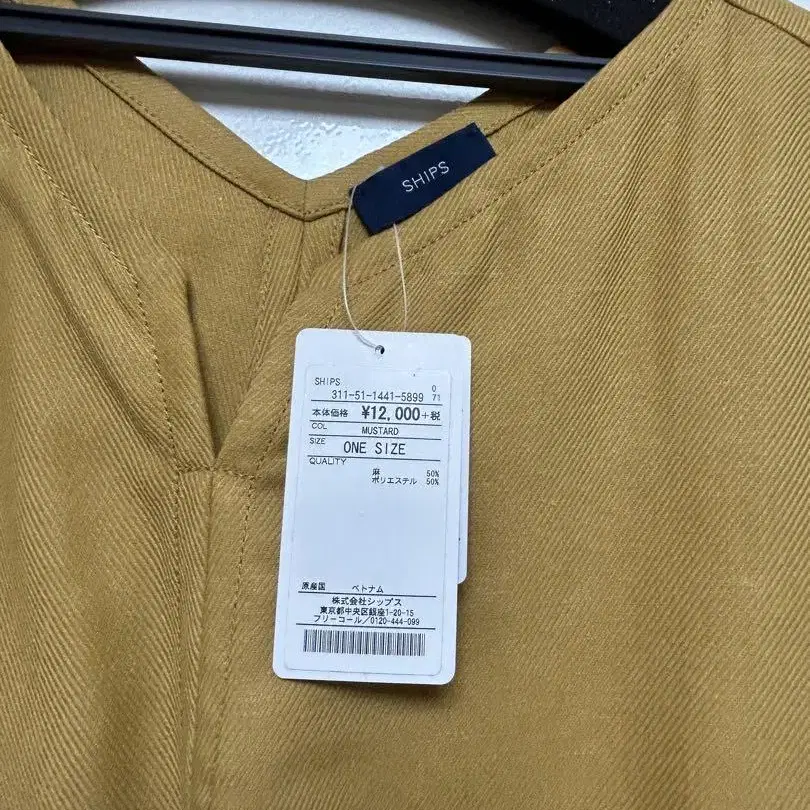 SHIPS
SHIPS
0
311-51-1441-5899 71
本体価格 ¥12,000+税
COL MUSTARD
SIZE ONE SIZE
QUALITY
麻 50%
ポリエステル 50%
原産国 ベトナム
株式会社シップス
東京都中央区銀座1-20-15
フリーコール/0120-444-099